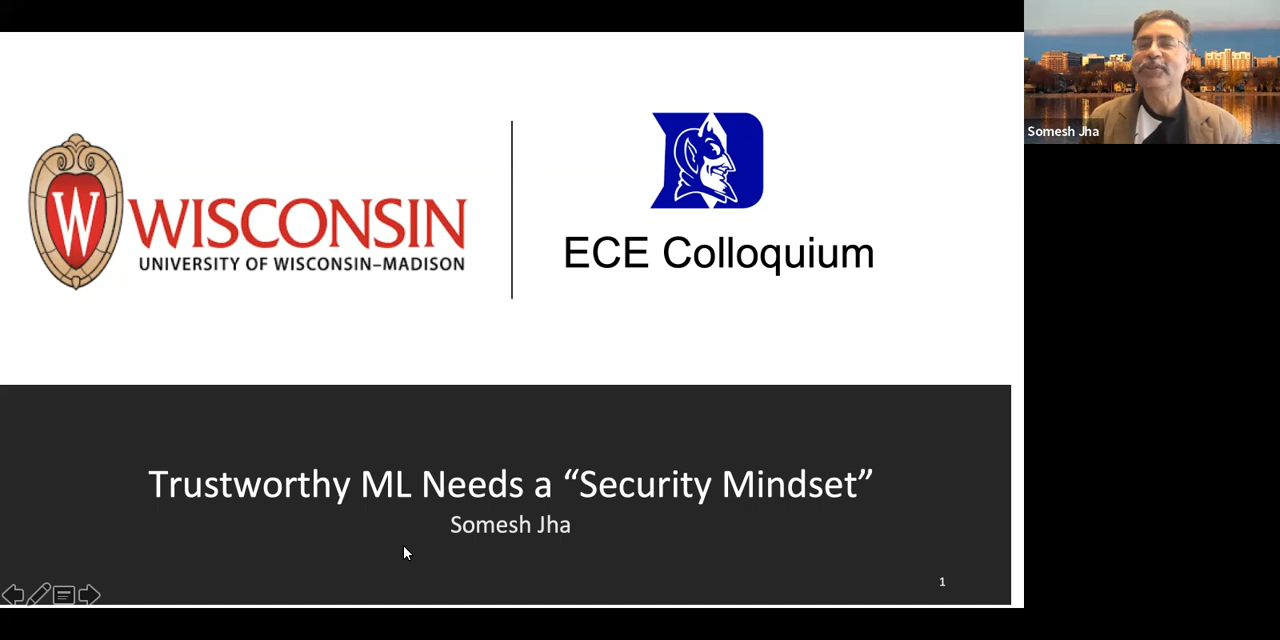 W WISCONSIN
UNIVERSITY OF WISCONSIN–MADISON
ECE Colloquium
Trustworthy ML Needs a “Security Mindset”
Somesh Jha
1
Somesh Jha